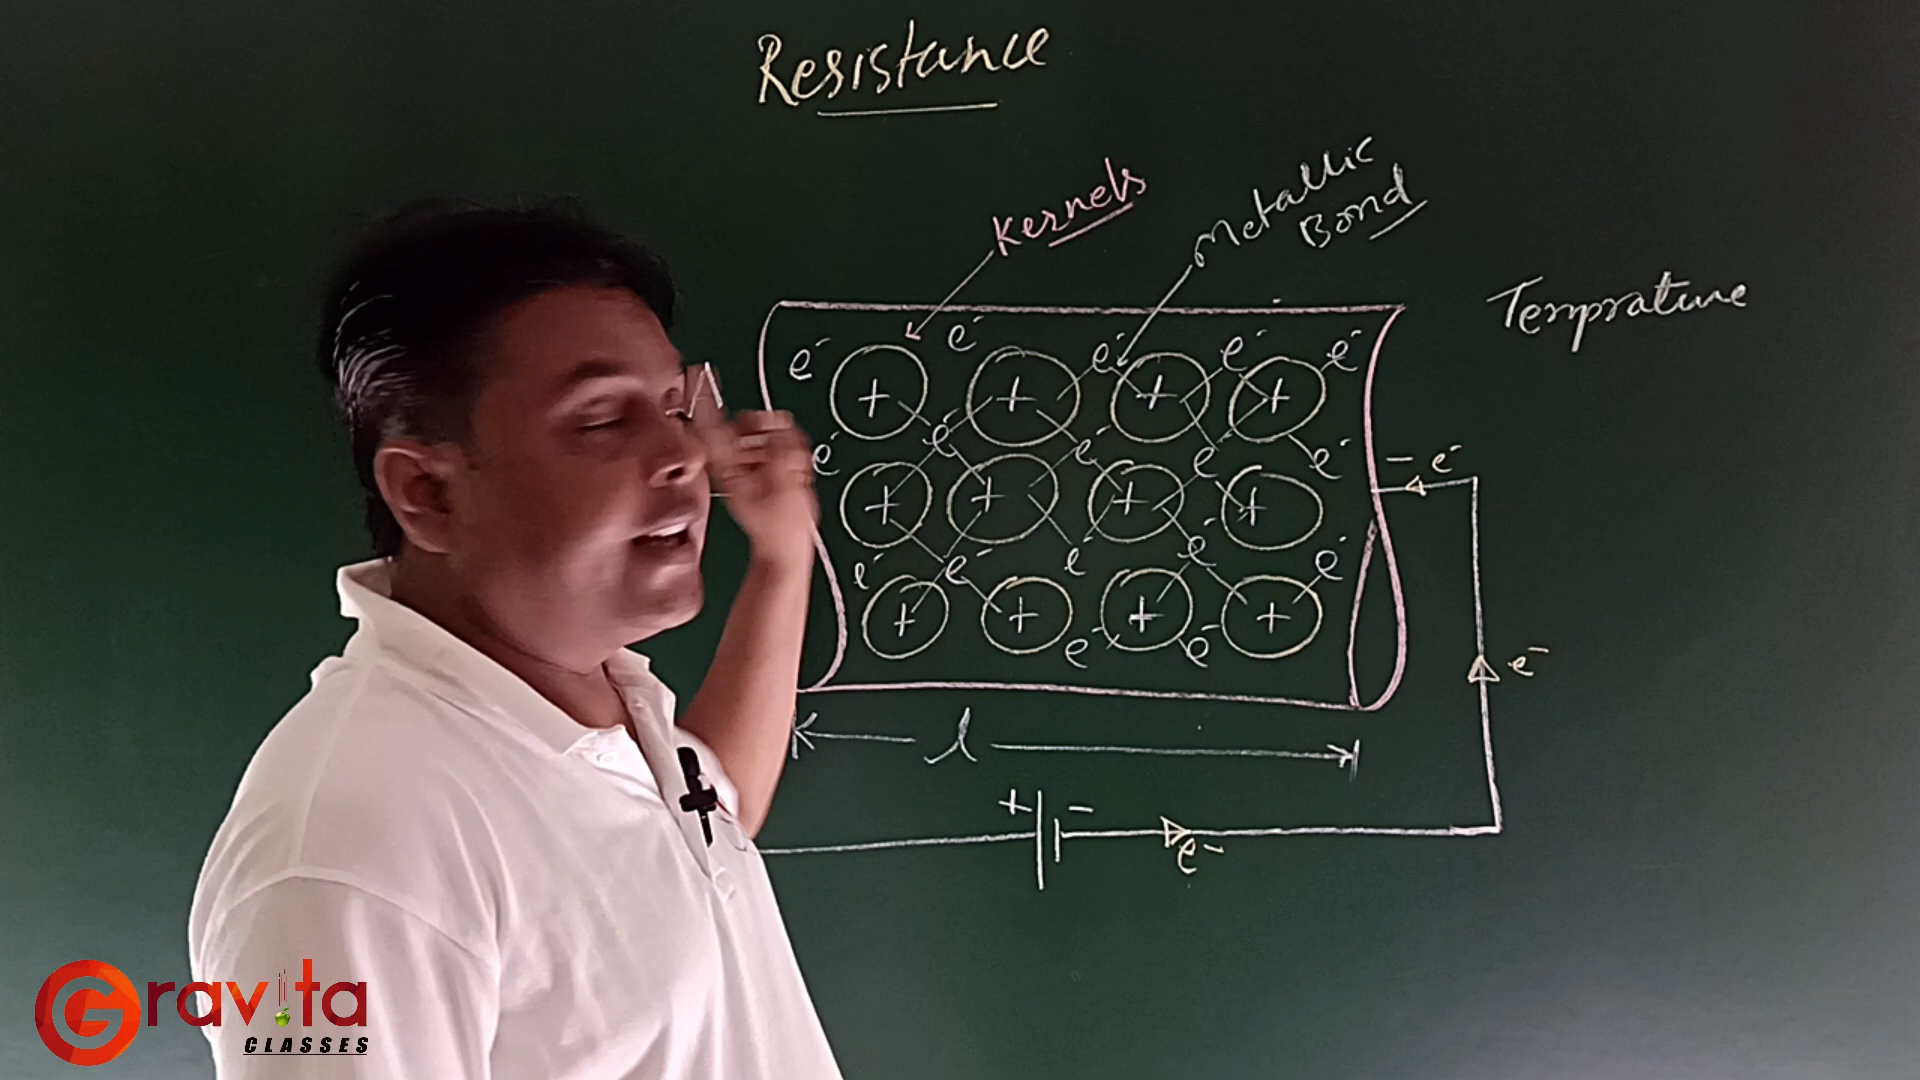 Resistance
Kernels
Metallic
Bond
Temprature
A
e- e- e- e- e-
+ + + +
e- e- e- e- e-
+ + + +
- e-
e- e- e- e- e-
+ + + +
e- e-
e-
l
+ -
e-
Gravita
CLASSES